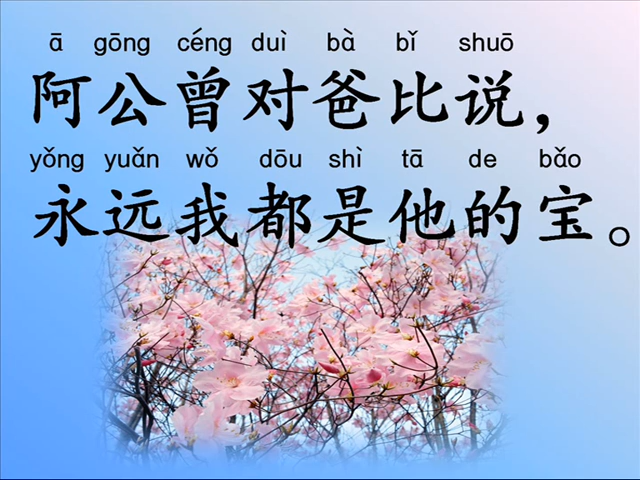 ā gōng céng duì bà bǐ shuō
阿公曾对爸比说，
yǒng yuǎn wǒ dōu shì tā de bǎo
永远我都是他的宝。